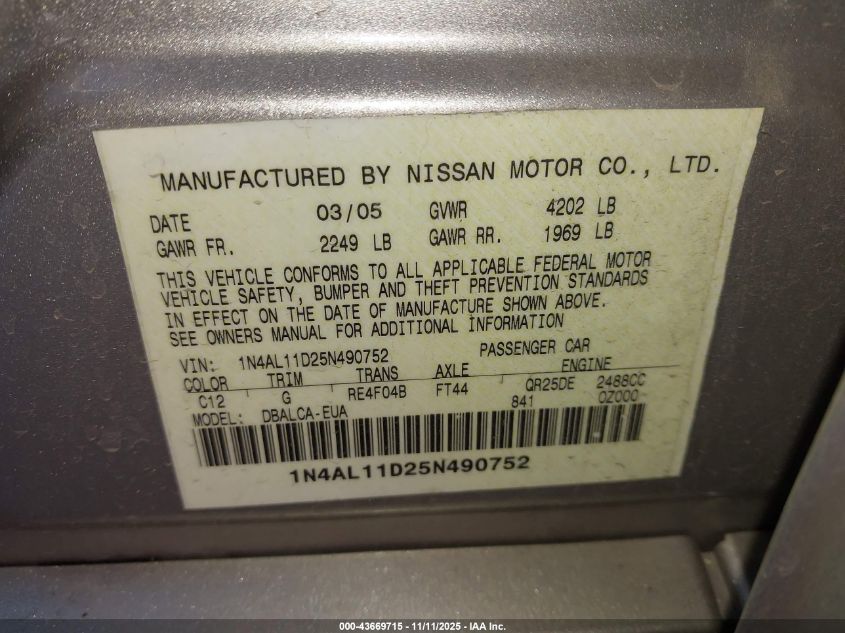 MANUFACTURED BY NISSAN MOTOR CO., LTD.
DATE 03/05 GVWR 4202 LB
GAWR FR. 2249 LB GAWR RR. 1969 LB
THIS VEHICLE CONFORMS TO ALL APPLICABLE FEDERAL MOTOR
VEHICLE SAFETY, BUMPER AND THEFT PREVENTION STANDARDS
IN EFFECT ON THE DATE OF MANUFACTURE SHOWN ABOVE.
SEE OWNERS MANUAL FOR ADDITIONAL INFORMATION
VIN: 1N4AL11D25N490752 PASSENGER CAR
COLOR TRIM TRANS AXLE ENGINE
C12 G RE4F04B FT44 QR25DE 2488CC
841 0Z000
MODEL: DBALCA-EUA
1N4AL11D25N490752
000-43669715 - 11/11/2025 - IAA Inc.